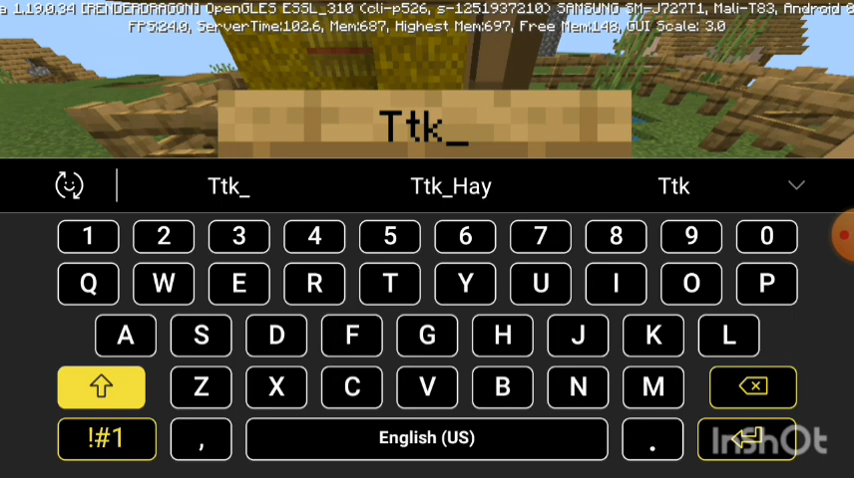 a 1.19.0.34 [RENDERDRAGON] OpenGLES ESSL_310 (cli-p526, s-1251937210) SAMSUNG SM-J727T1, Mali-T83, Android 8
FPS:24.0, ServerTime:102.6, Mem:687, Highest Mem:697, Free Mem:148, GUI Scale: 3.0
Ttk_
Ttk_ Ttk_Hay Ttk
1 2 3 4 5 6 7 8 9 0
Q W E R T Y U I O P
A S D F G H J K L
Z X C V B N M
!#1 , English (US) .
InShOt